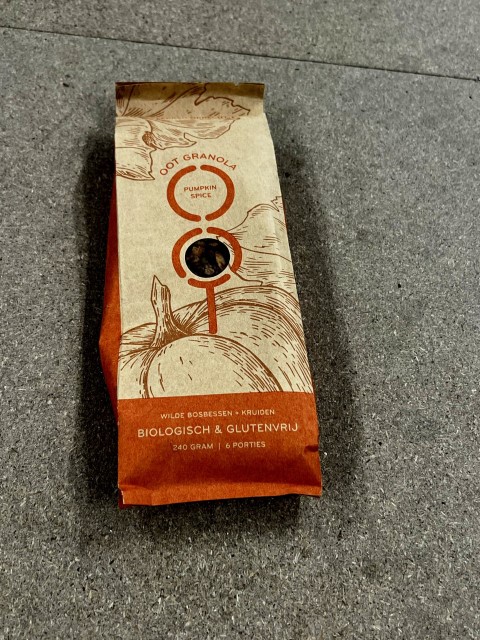 OOT GRANOLA
PUMPKIN
SPICE
WILDE BOSBESSEN + KRUIDEN
BIOLOGISCH & GLUTENVRIJ
240 GRAM | 6 PORTIES